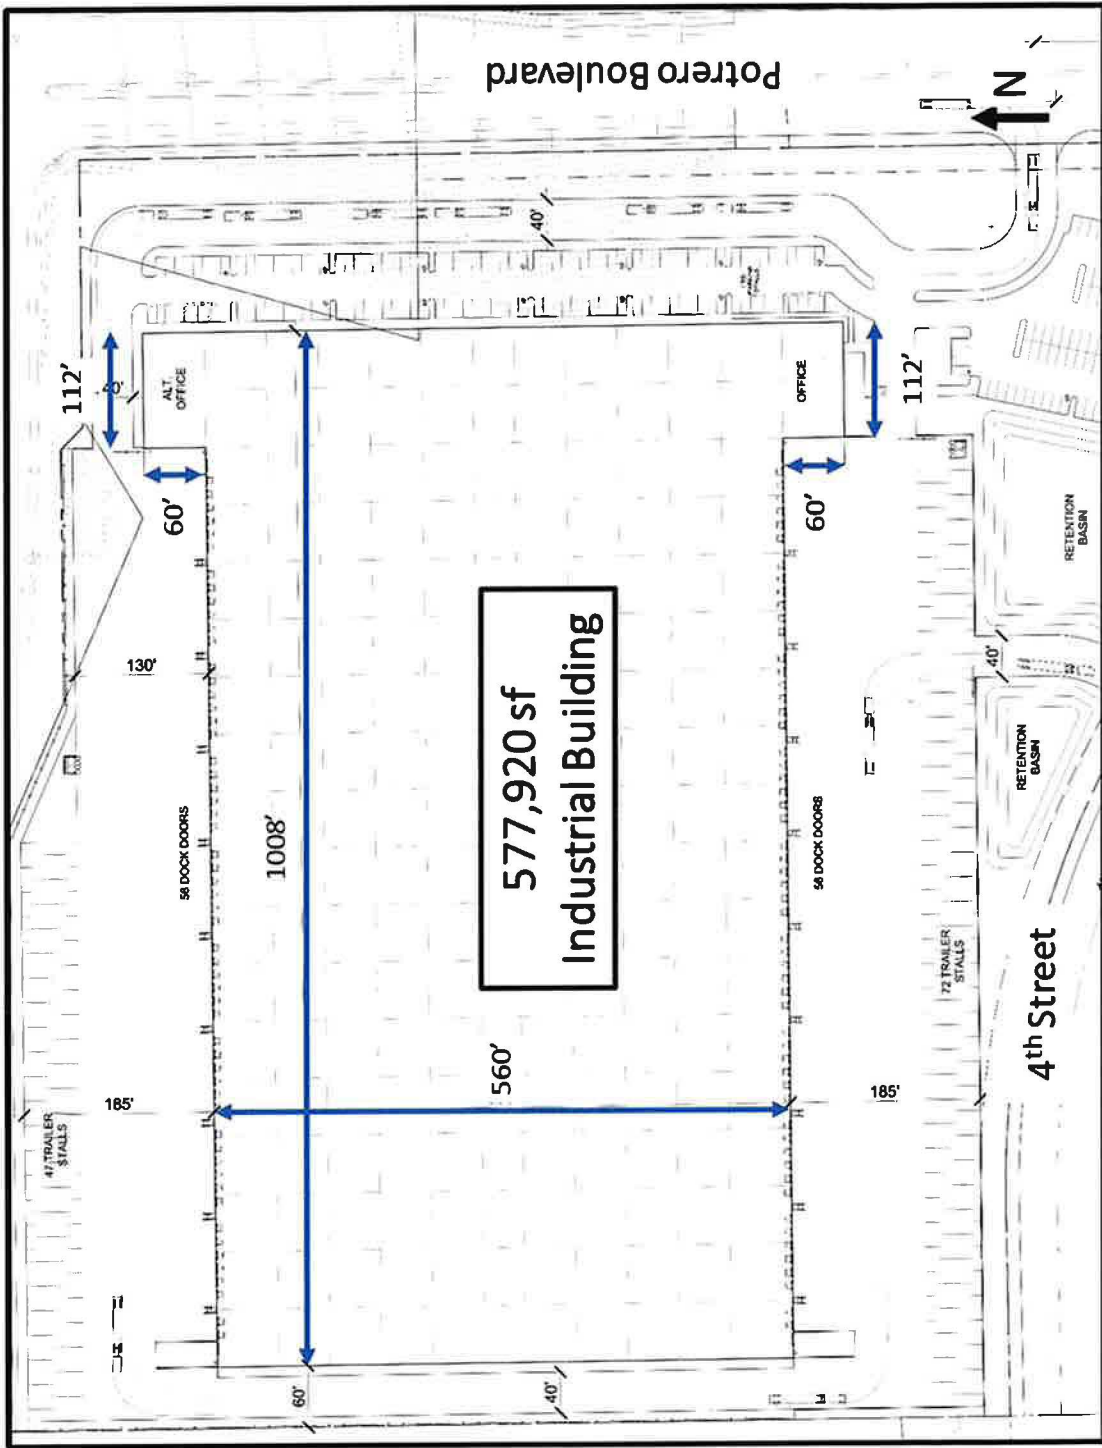 Potrero Boulevard
N
40'
112'
40'
ALT.
OFFICE
OFFICE
112'
60'
60'
RETENTION
BASIN
130'
40'
577,920 sf
Industrial Building
RETENTION
BASIN
56 DOCK DOORS
1008'
56 DOCK DOORS
72 TRAILER
STALLS
4th Street
560'
185'
185'
47 TRAILER
STALLS
60'
40'